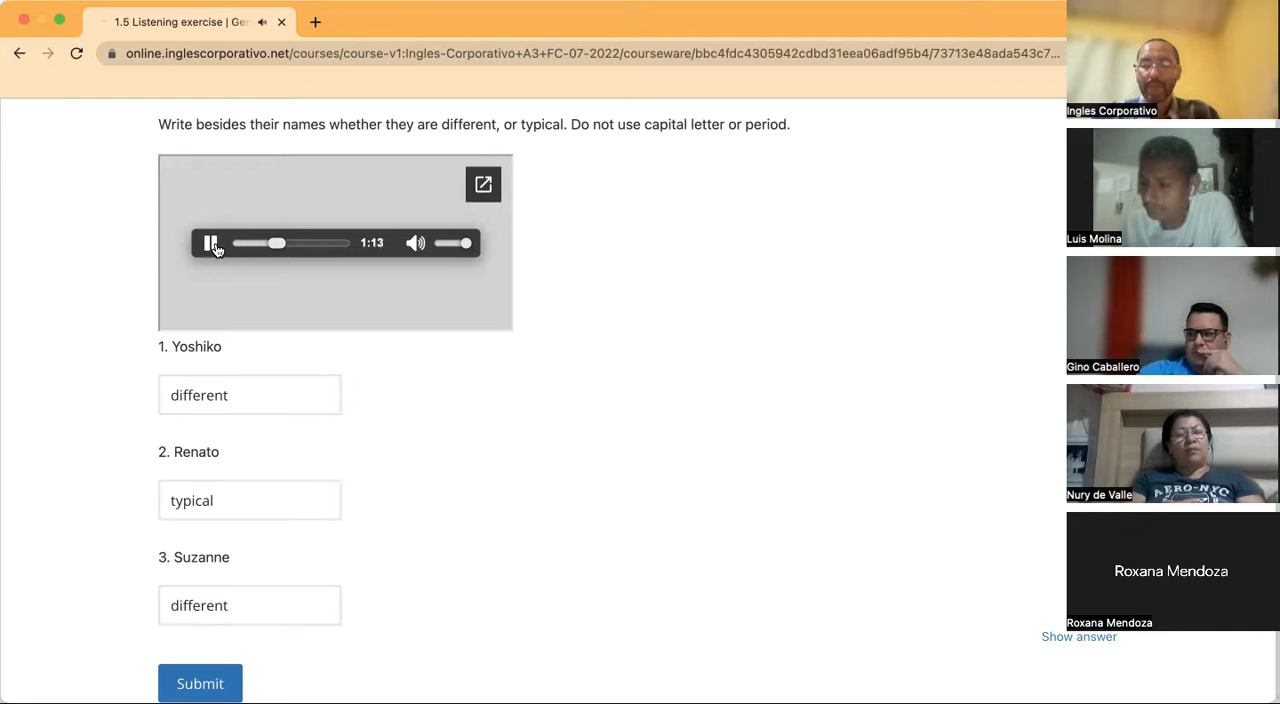 1.5 Listening exercise | Ge
online.inglescorporativo.net/courses/course-v1:Ingles-Corporativo+A3+FC-07-2022/courseware/bbc4fdc4305942cdbd31eea06adf95b4/73713e48ada543c7...
Write besides their names whether they are different, or typical. Do not use capital letter or period.
1:13
1. Yoshiko
different
2. Renato
typical
3. Suzanne
different
Show answer
Submit
Ingles Corporativo
Luis Molina
Gino Caballero
Nury de Valle
AERO-NYC
Roxana Mendoza
Roxana Mendoza